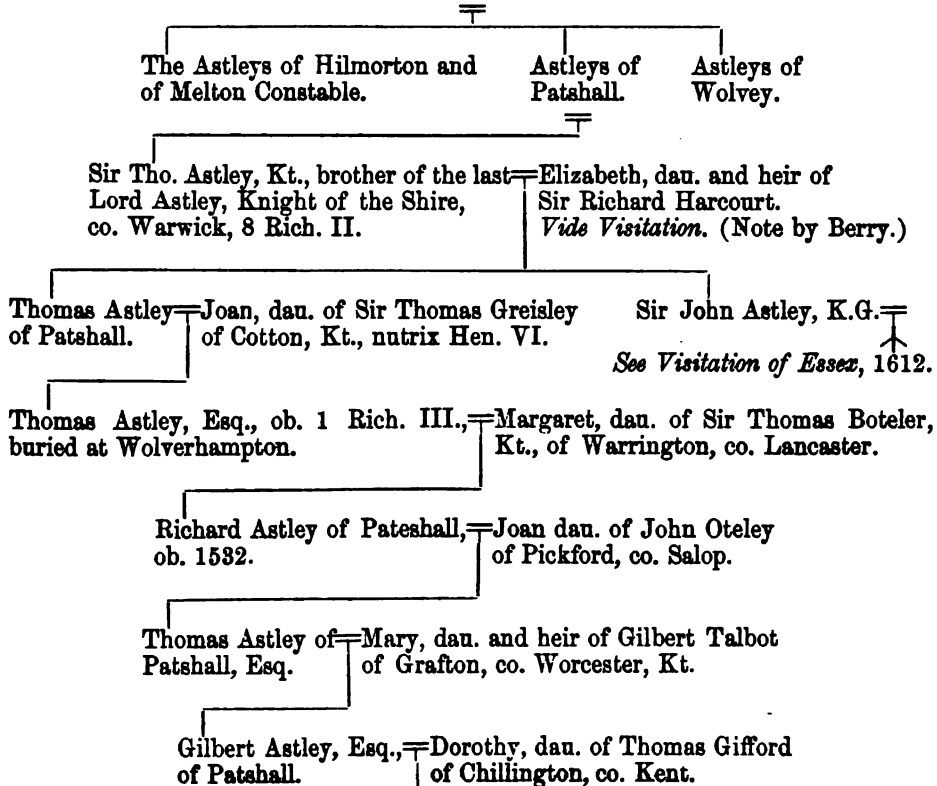 The Astleys of Hilmorton and
of Melton Constable.
Astleys of
Patshall.
Astleys of
Wolvey.
Sir Tho. Astley, Kt., brother of the last
Lord Astley, Knight of the Shire,
co. Warwick, 8 Rich. II.
Elizabeth, dau. and heir of
Sir Richard Harcourt.
Vide Visitation. (Note by Berry.)
Thomas Astley
of Patshall.
Joan, dau. of Sir Thomas Greisley
of Cotton, Kt., nutrix Hen. VI.
Sir John Astley, K.G.
See Visitation of Essex, 1612.
Thomas Astley, Esq., ob. 1 Rich. III.,
buried at Wolverhampton.
Margaret, dau. of Sir Thomas Boteler,
Kt., of Warrington, co. Lancaster.
Richard Astley of Pateshall,
ob. 1532.
Joan dau. of John Oteley
of Pickford, co. Salop.
Thomas Astley of
Patshall, Esq.
Mary, dau. and heir of Gilbert Talbot
of Grafton, co. Worcester, Kt.
Gilbert Astley, Esq.,
of Patshall.
Dorothy, dau. of Thomas Gifford
of Chillington, co. Kent.